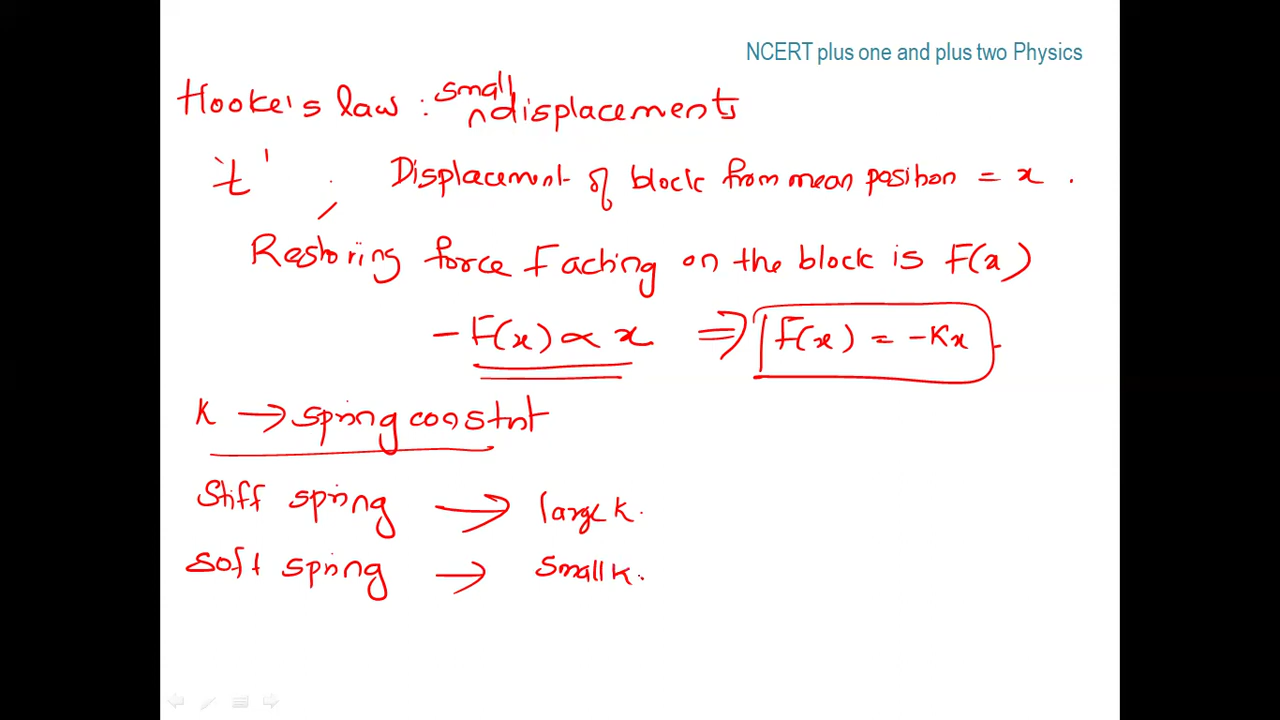 NCERT plus one and plus two Physics
Hooke's law : small displacements
't' Displacement of block from mean position = x .
Restoring force F acting on the block is F(x)
- F(x) ∝ x ⇒ F(x) = -Kx
K → spring constnt
Stiff spring → large K.
Soft spring → small K.